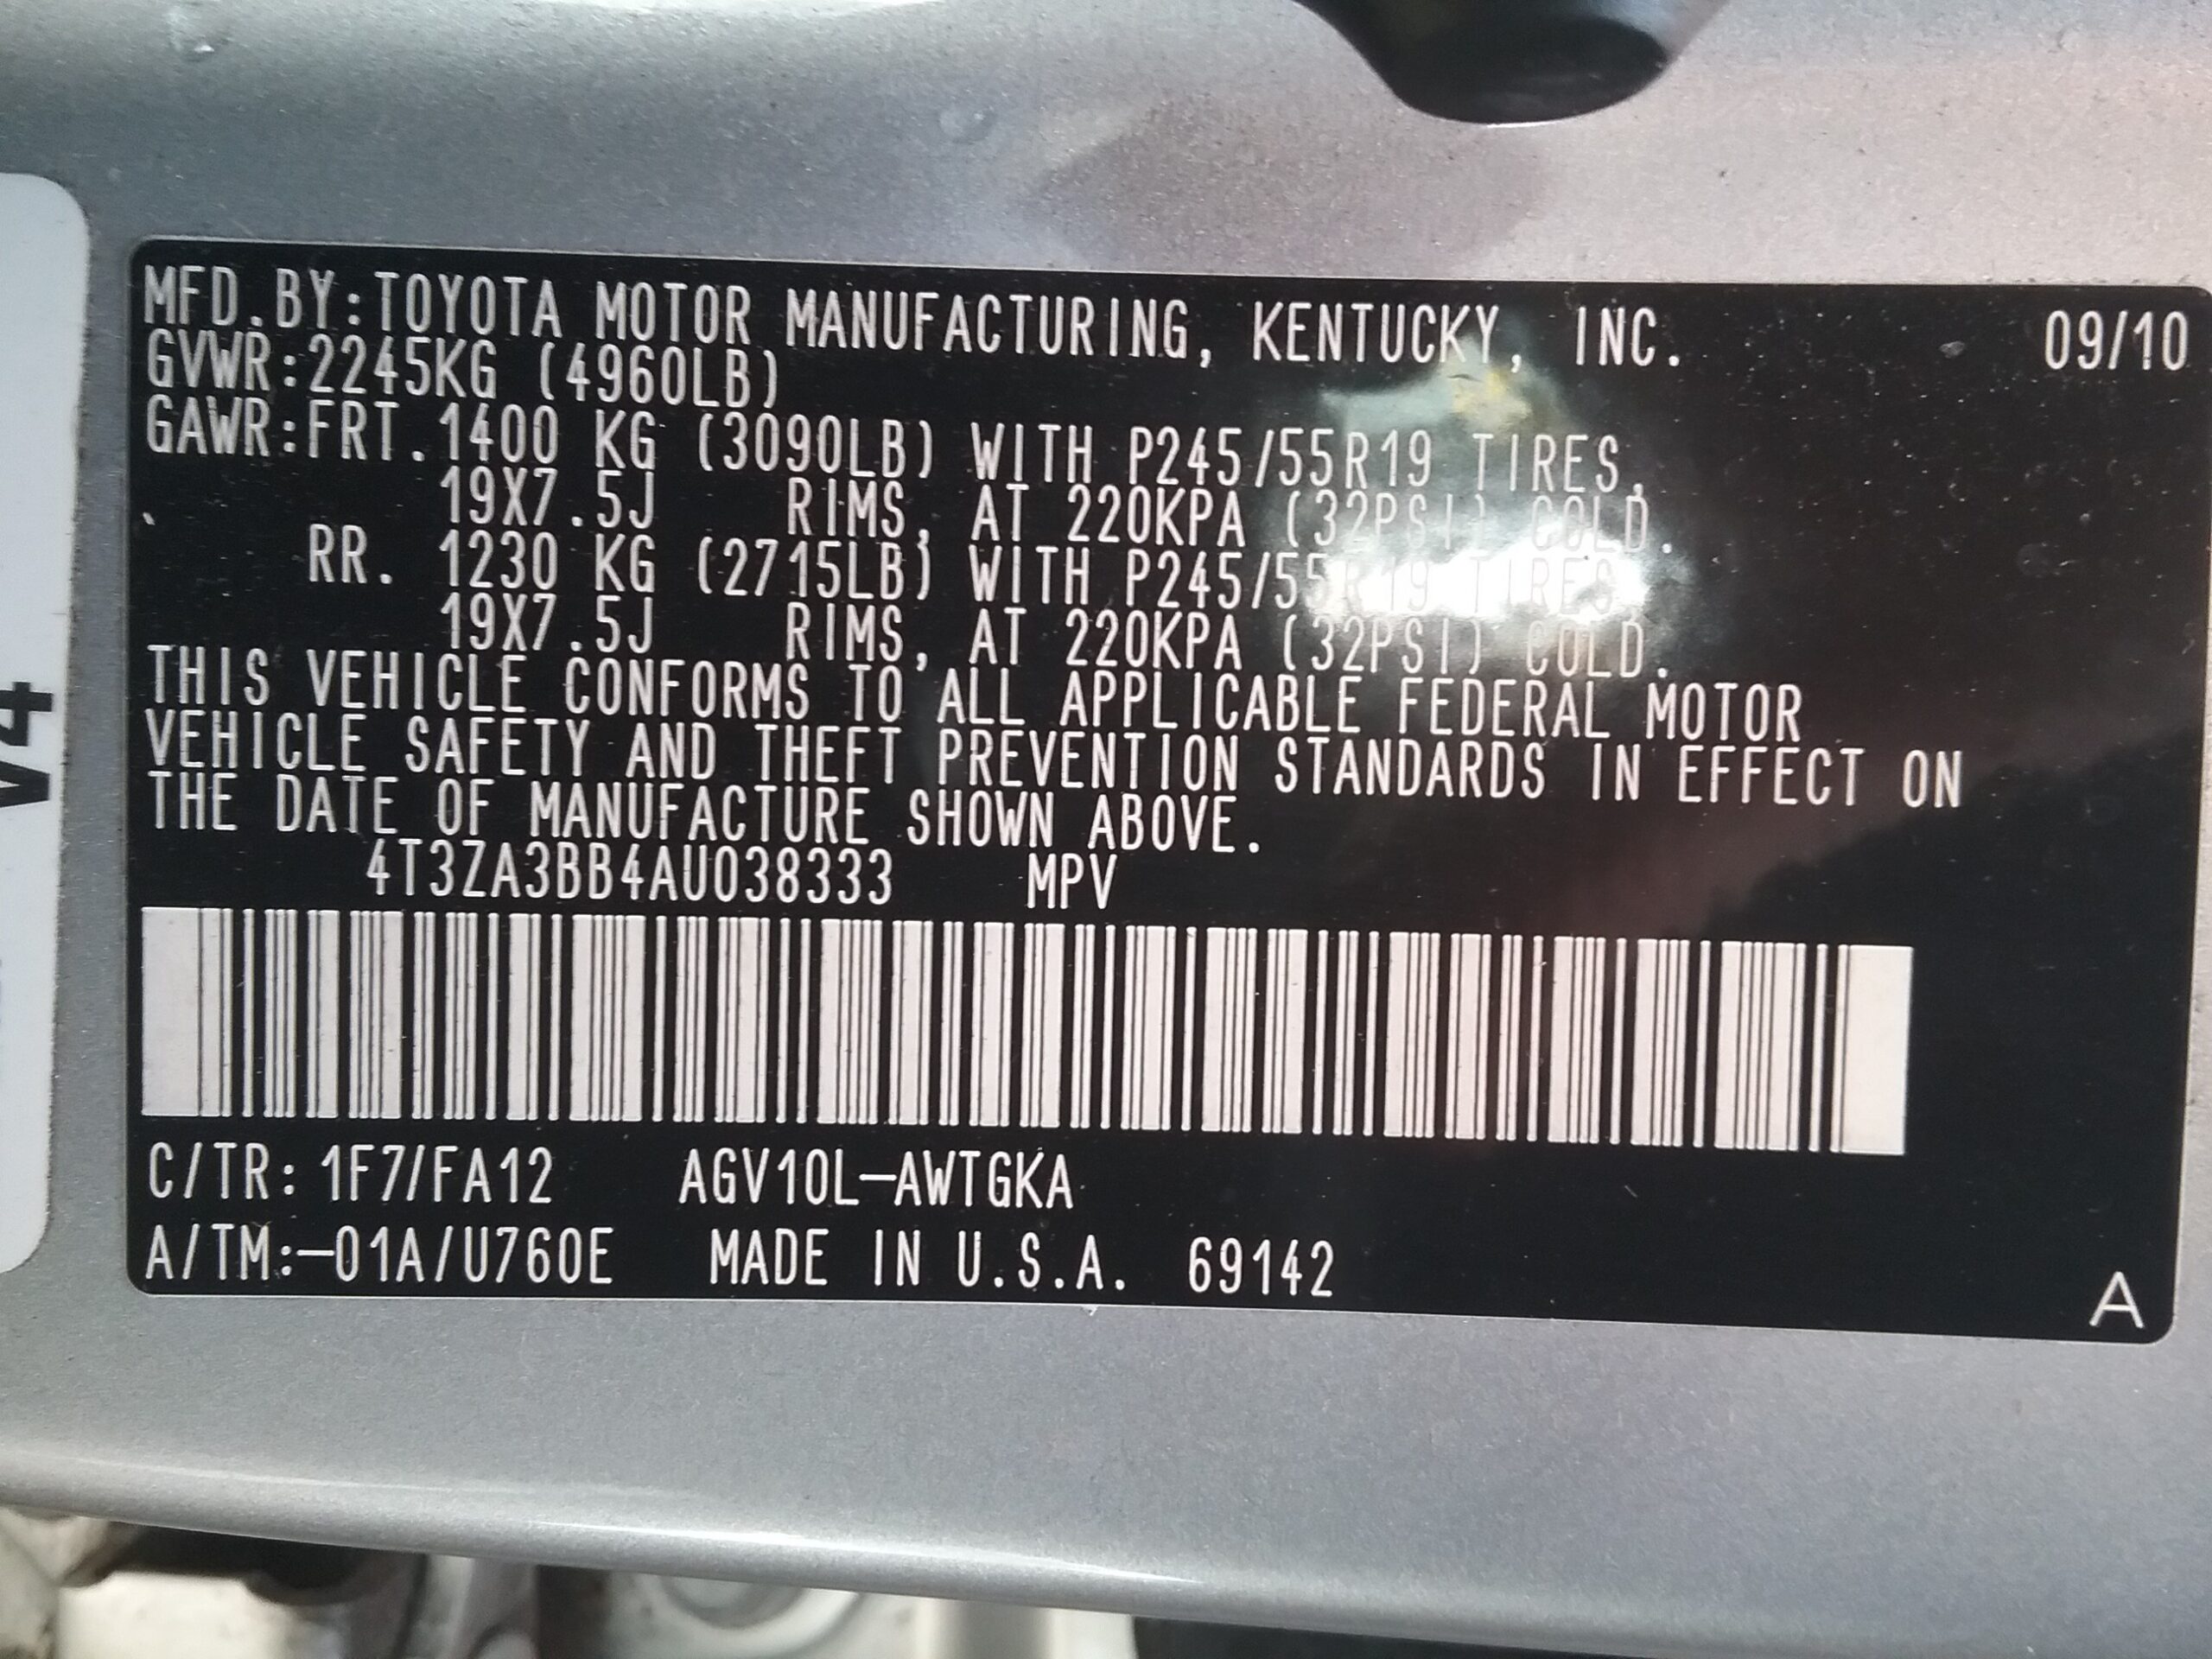 MFD.BY:TOYOTA MOTOR MANUFACTURING, KENTUCKY, INC. 09/10
GVWR:2245KG (4960LB)
GAWR:FRT.1400 KG (3090LB) WITH P245/55R19 TIRES,
19X7.5J RIMS, AT 220KPA (32PSI) COLD.
RR. 1230 KG (2715LB) WITH P245/55R19 TIRES,
19X7.5J RIMS, AT 220KPA (32PSI) COLD.
THIS VEHICLE CONFORMS TO ALL APPLICABLE FEDERAL MOTOR
VEHICLE SAFETY AND THEFT PREVENTION STANDARDS IN EFFECT ON
THE DATE OF MANUFACTURE SHOWN ABOVE.
4T3ZA3BB4AU038333 MPV
C/TR: 1F7/FA12 AGV10L-AWTGKA
A/TM:-01A/U760E MADE IN U.S.A. 69142
A